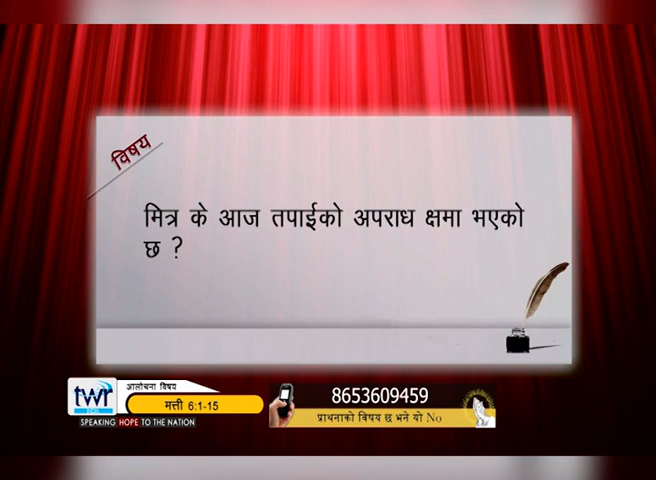 विषय
मित्र के आज तपाईको अपराध क्षमा भएको
छ ?
twr
आलोचना विषय
मत्ती 6:1-15
SPEAKING HOPE TO THE NATION
8653609459
प्राथनाको विषय छ भने यो No